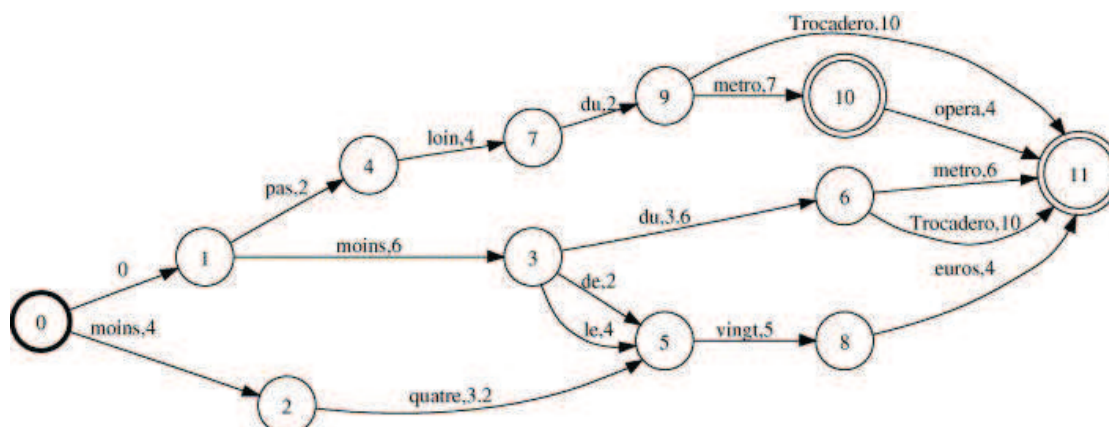 Trocadero,10
metro,7
9
10
du,2
opera,4
7
loin,4
4
metro,6
11
pas,2
6
du,3.6
Trocadero,10
moins,6
1
3
euros,4
0
de,2
0
moins,4
le,4
5
vingt,5
8
quatre,3.2
2